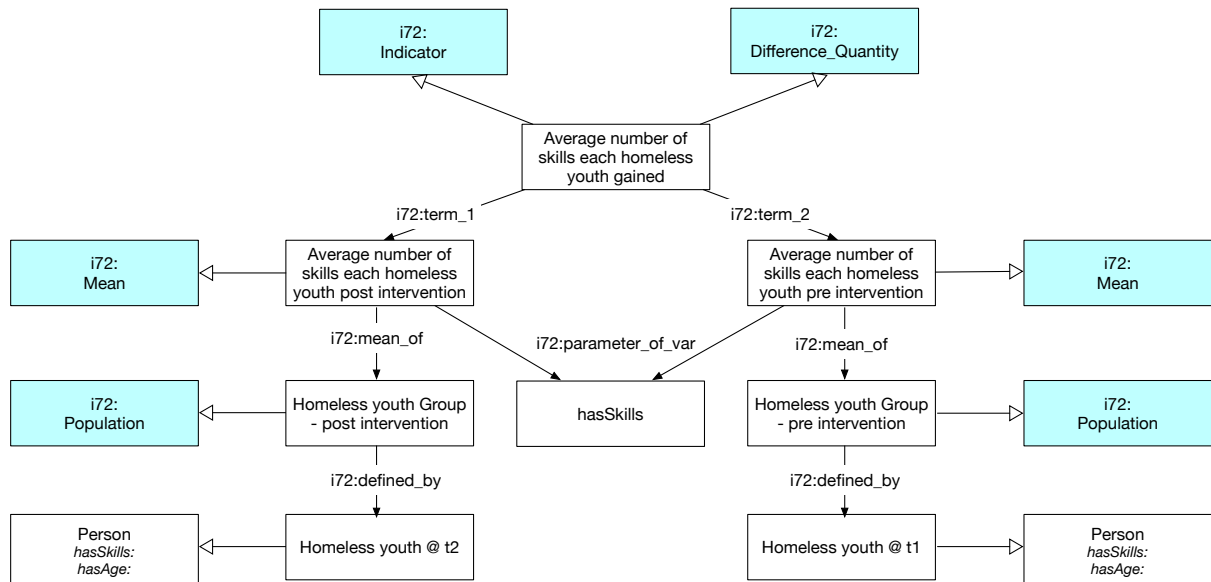 i72:
Indicator
i72:
Difference_Quantity
Average number of
skills each homeless
youth gained
i72:term_1
i72:term_2
i72:
Mean
Average number of
skills each homeless
youth post intervention
Average number of
skills each homeless
youth pre intervention
i72:
Mean
i72:mean_of
i72:parameter_of_var
i72:mean_of
i72:
Population
Homeless youth Group
- post intervention
hasSkills
Homeless youth Group
- pre intervention
i72:
Population
i72:defined_by
i72:defined_by
Person
hasSkills:
hasAge:
Homeless youth @ t2
Homeless youth @ t1
Person
hasSkills:
hasAge: